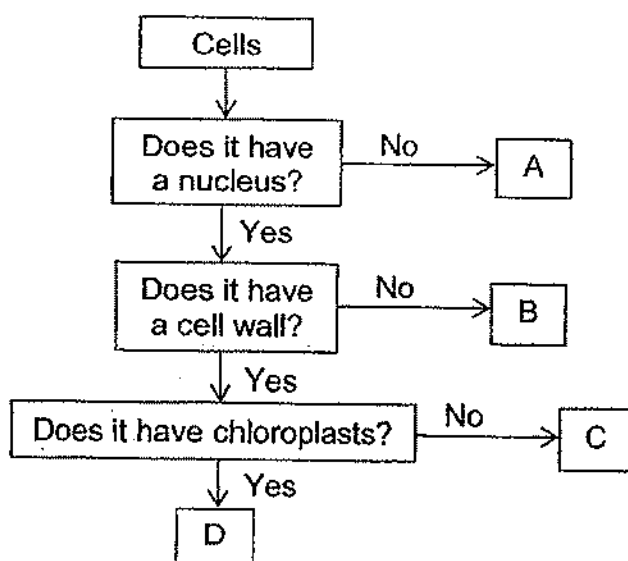 Cells
Does it have
a nucleus?
No
A
Yes
Does it have
a cell wall?
No
B
Yes
Does it have chloroplasts?
No
C
Yes
D